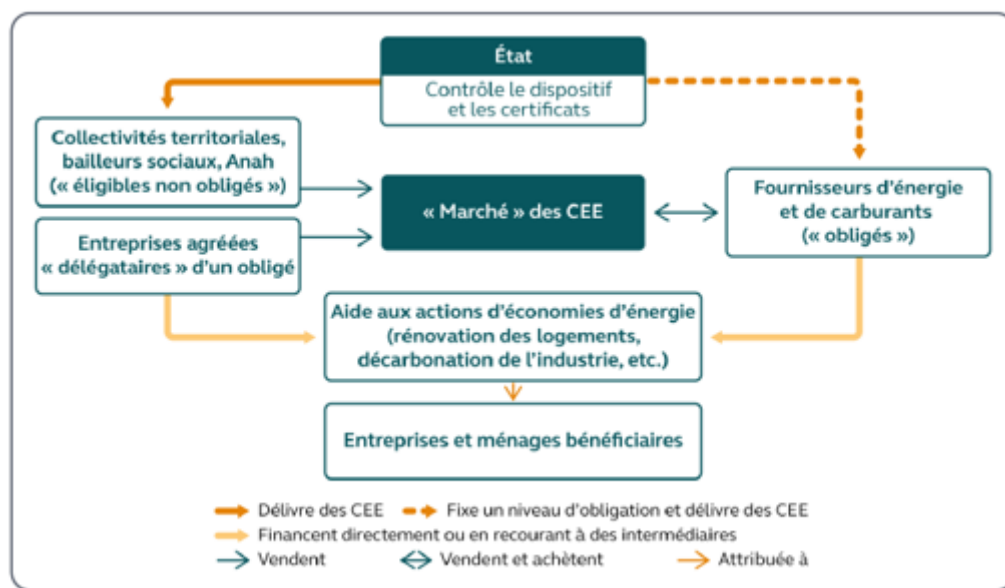 État
Contrôle le dispositif
et les certificats
Collectivités territoriales,
bailleurs sociaux, Anah
(« éligibles non obligés »)
« Marché » des CEE
Fournisseurs d'énergie
et de carburants
(« obligés »)
Entreprises agréées
« délégataires » d'un obligé
Aide aux actions d'économies d'énergie
(rénovation des logements,
décarbonation de l'industrie, etc.)
Entreprises et ménages bénéficiaires
Délivre des CEE Fixe un niveau d'obligation et délivre des CEE
Financent directement ou en recourant à des intermédiaires
Vendent Vendent et achètent Attribuée à